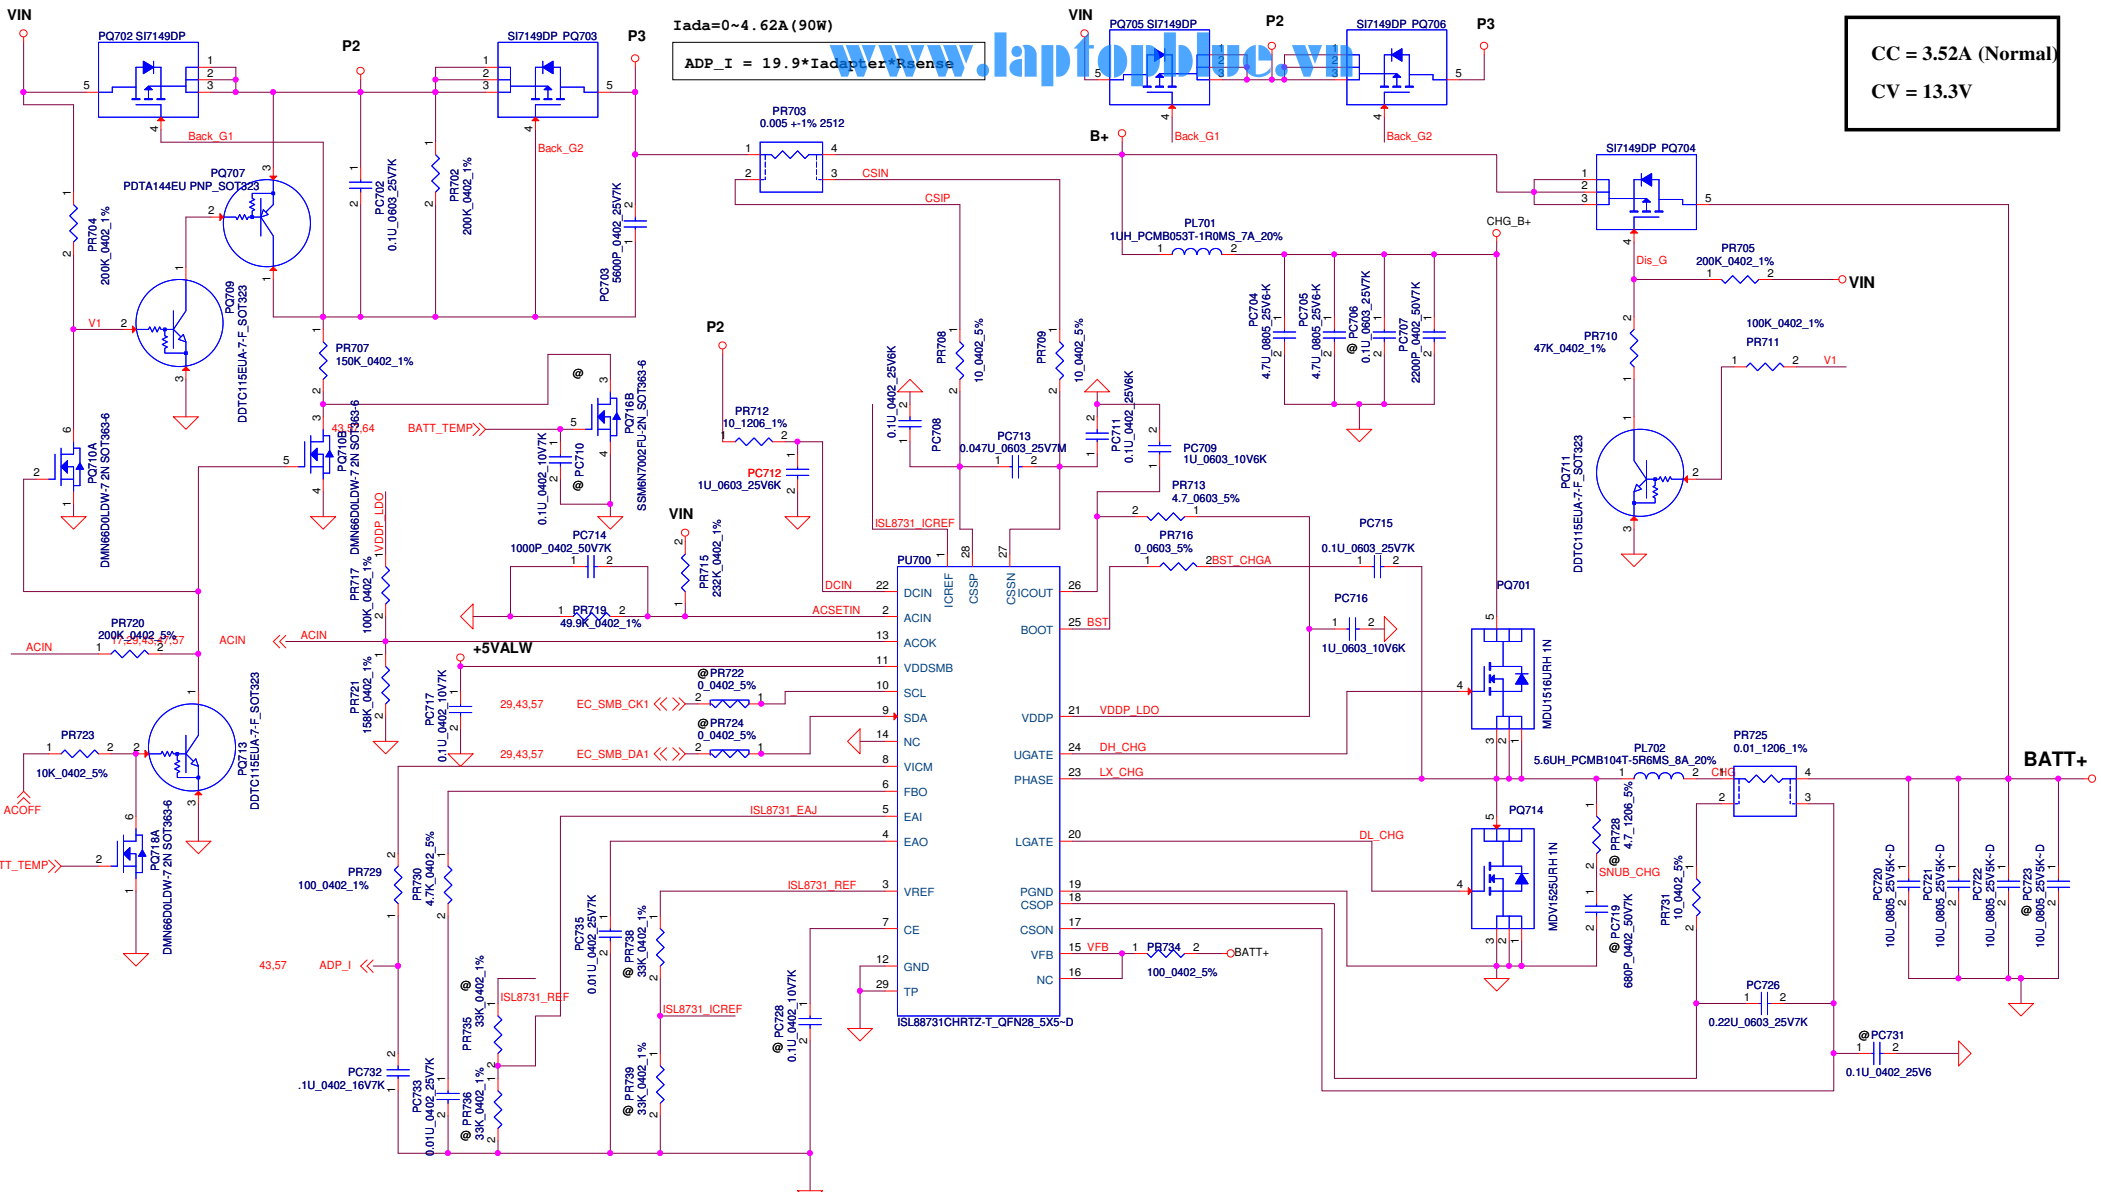 VIN
PQ702 SI7149DP
P2
SI7149DP PQ703
P3
Iada=0~4.62A(90W)
ADP_I = 19.9*Iadapter*Rsense
www.laptopblue.vn
VIN
PQ705 SI7149DP
P2
SI7149DP PQ706
P3
CC = 3.52A (Normal)
CV = 13.3V
Back_G1
Back_G2
Back_G1
Back_G2
PR703
0.005 +-1% 2512
B+
CSIN
CSIP
SI7149DP PQ704
PQ707
PDTA144EU PNP_SOT323
PR704
200K_0402_1%
PC702
0.1U_0603_25V7K
PR702
200K_0402_1%
PC703
5600P_0402_25V7K
PL701
1UH_PCMB053T-1R0MS_7A_20%
CHG_B+
Dis_G
PR705
200K_0402_1%
VIN
PQ709
DDTC115EUA-7-F_SOT323
V1
PR707
150K_0402_1%
P2
PR708
10_0402_5%
PR709
10_0402_5%
PC704
4.7U_0805_25V6-K
PC705
4.7U_0805_25V6-K
@ PC706
0.1U_0603_25V7K
PC707
2200P_0402_50V7K
PR710
47K_0402_1%
100K_0402_1%
PR711
V1
PQ710A
DMN66D0LDW-7 2N SOT363-6
PQ710B
DMN66D0LDW-7 2N SOT363-6
BATT_TEMP
@
PQ716B
SSM6N7002FU-2N_SOT363-6
@ PC710
0.1U_0402_10V7K
PR712
10_1206_1%
PC712
1U_0603_25V6K
PC708
0.1U_0402_25V6K
PC713
0.047U_0603_25V7M
PC711
0.1U_0402_25V6K
PC709
1U_0603_10V6K
PQ711
DDTC115EUA-7-F_SOT323
VDDP_LDO
VIN
ISL8731_ICREF
PR713
4.7_0603_5%
PR716
0_0603_5%
BST_CHGA
PC715
0.1U_0603_25V7K
PC714
1000P_0402_50V7K
PR715
232K_0402_1%
PR717
100K_0402_1%
PR719
49.9K_0402_1%
DCIN
ACSETIN
PU700
ICREF
CSSP
CSSN
DCIN
ACIN
ACOK
VDDSMB
SCL
SDA
NC
VICM
FBO
EAI
EAO
VREF
CE
GND
TP
ICOUT
BOOT
VDDP
UGATE
PHASE
LGATE
PGND
CSOP
CSON
VFB
NC
ISL88731CHRTZ-T_QFN28_5X5~D
BST
PC716
1U_0603_10V6K
PQ701
MDU1516URH 1N
PR720
200K_0402_5%
ACIN
ACIN
ACIN
+5VALW
PR721
158K_0402_1%
PC717
0.1U_0402_10V7K
29,43,57
EC_SMB_CK1
@PR722
0_0402_5%
29,43,57
EC_SMB_DA1
@PR724
0_0402_5%
VDDP_LDO
DH_CHG
LX_CHG
PL702
5.6UH_PCMB104T-5R6MS_8A_20%
CHG
PR725
0.01_1206_1%
BATT+
PR723
10K_0402_5%
PQ713
DDTC115EUA-7-F_SOT323
ACOFF
PQ718A
DMN66D0LDW-7 2N SOT363-6
TT_TEMP
ISL8731_EAJ
DL_CHG
PQ714
MDV1525URH 1N
@ PR728
4.7_1206_5%
SNUB_CHG
@ PC719
680P_0402_50V7K
PR731
10_0402_5%
PC720
10U_0805_25V5K~D
PC721
10U_0805_25V5K~D
PC722
10U_0805_25V5K~D
@ PC723
10U_0805_25V5K~D
PR729
100_0402_1%
PR730
4.7K_0402_5%
ISL8731_REF
PC735
0.01U_0402_25V7K
@ PR738
33K_0402_1%
VFB
PR734
100_0402_5%
BATT+
43,57
ADP_I
@ PR735
33K_0402_1%
ISL8731_REF
ISL8731_ICREF
@ PC728
0.1U_0402_10V7K
PC726
0.22U_0603_25V7K
@PC731
0.1U_0402_25V6
PC732
.1U_0402_16V7K
PC733
0.01U_0402_25V7K
@ PR736
33K_0402_1%
@ PR739
33K_0402_1%